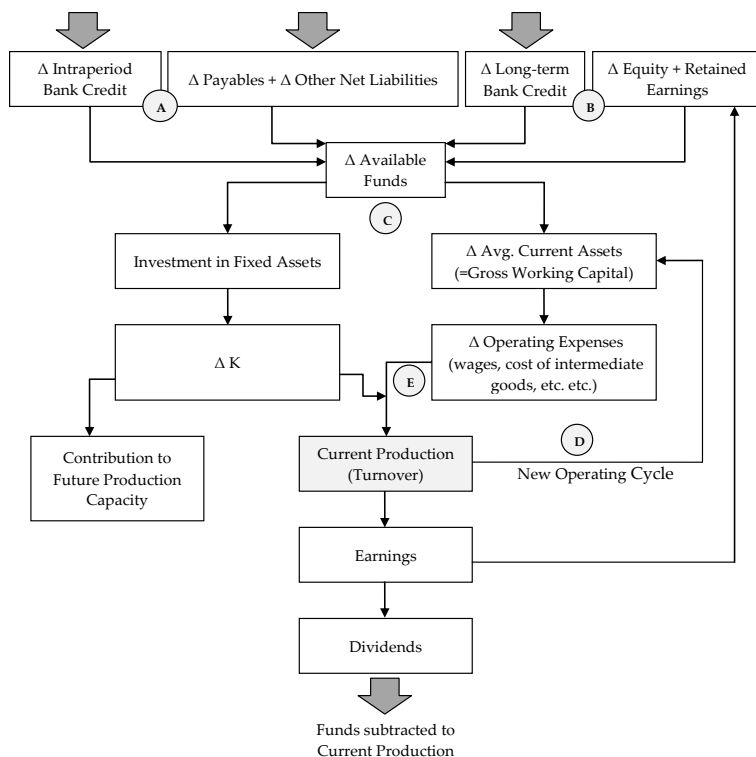 Δ Intraperiod
Bank Credit
A
Δ Payables + Δ Other Net Liabilities
Δ Long-term
Bank Credit
B
Δ Equity + Retained
Earnings
Δ Available
Funds
C
Investment in Fixed Assets
Δ Avg. Current Assets
(=Gross Working Capital)
Δ K
Δ Operating Expenses
(wages, cost of intermediate
goods, etc. etc.)
E
Contribution to
Future Production
Capacity
Current Production
(Turnover)
D
New Operating Cycle
Earnings
Dividends
Funds subtracted to
Current Production